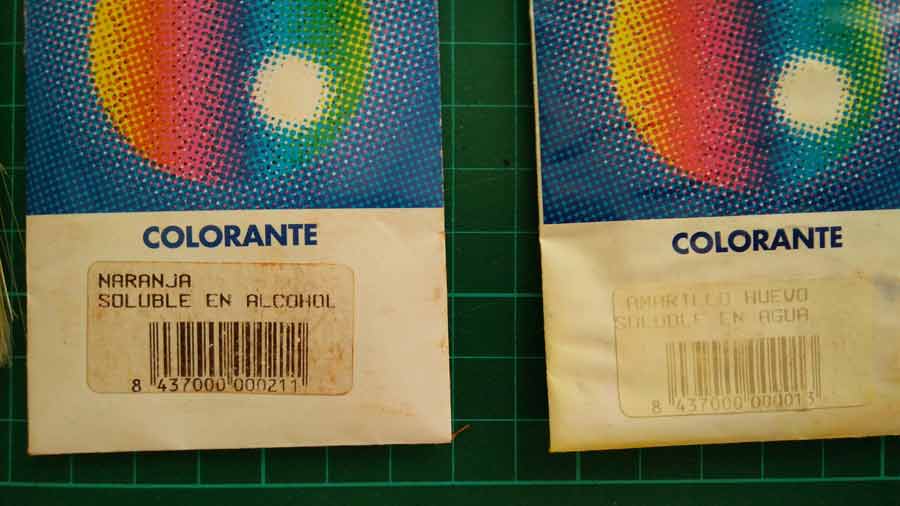 COLORANTE
NARANJA
SOLUBLE EN ALCOHOL
8 437000 000211
COLORANTE
AMARILLO HUEVO
SOLUBLE EN AGUA
8 437000 000013